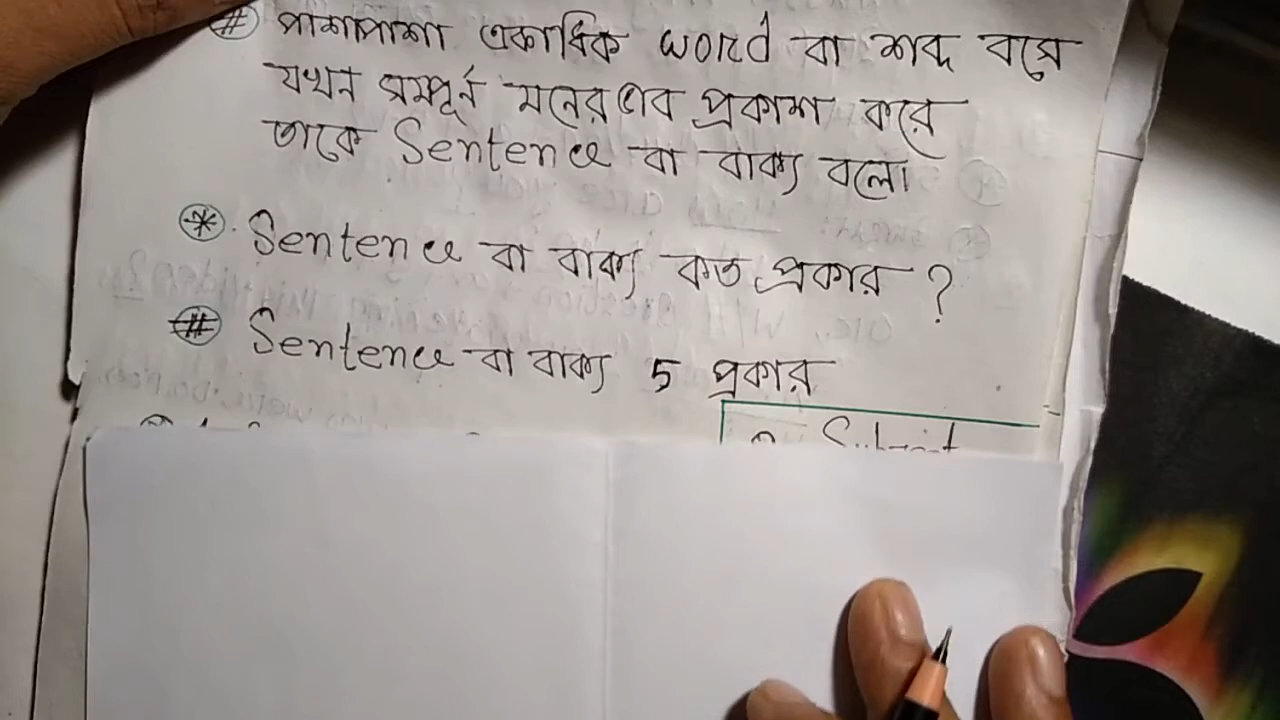 # পাশাপাশা একাধিক word বা শব্দ বসে
যখন সম্পূর্ন মনের ভাব প্রকাশ করে
তাকে Sentence বা বাক্য বলে।
* Sentence বা বাক্য কত প্রকার ?
# Sentence বা বাক্য 5 প্রকার